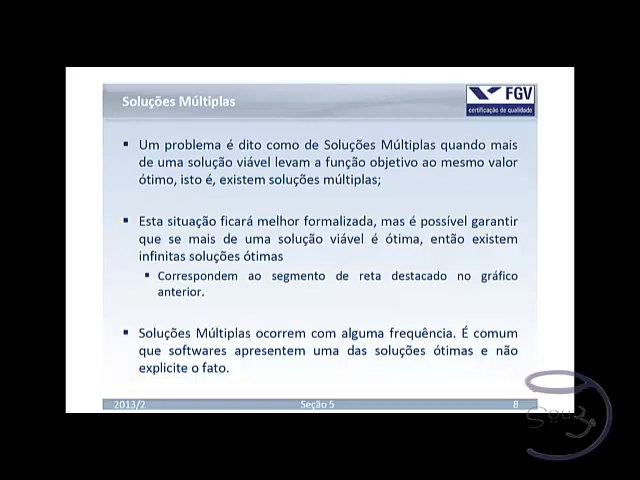 Soluções Múltiplas
FGV
certificação de qualidade
▪ Um problema é dito como de Soluções Múltiplas quando mais
de uma solução viável levam a função objetivo ao mesmo valor
ótimo, isto é, existem soluções múltiplas;
▪ Esta situação ficará melhor formalizada, mas é possível garantir
que se mais de uma solução viável é ótima, então existem
infinitas soluções ótimas
▪ Correspondem ao segmento de reta destacado no gráfico
anterior.
▪ Soluções Múltiplas ocorrem com alguma frequência. É comum
que softwares apresentem uma das soluções ótimas e não
explicite o fato.
2013/2 Seção 5 8